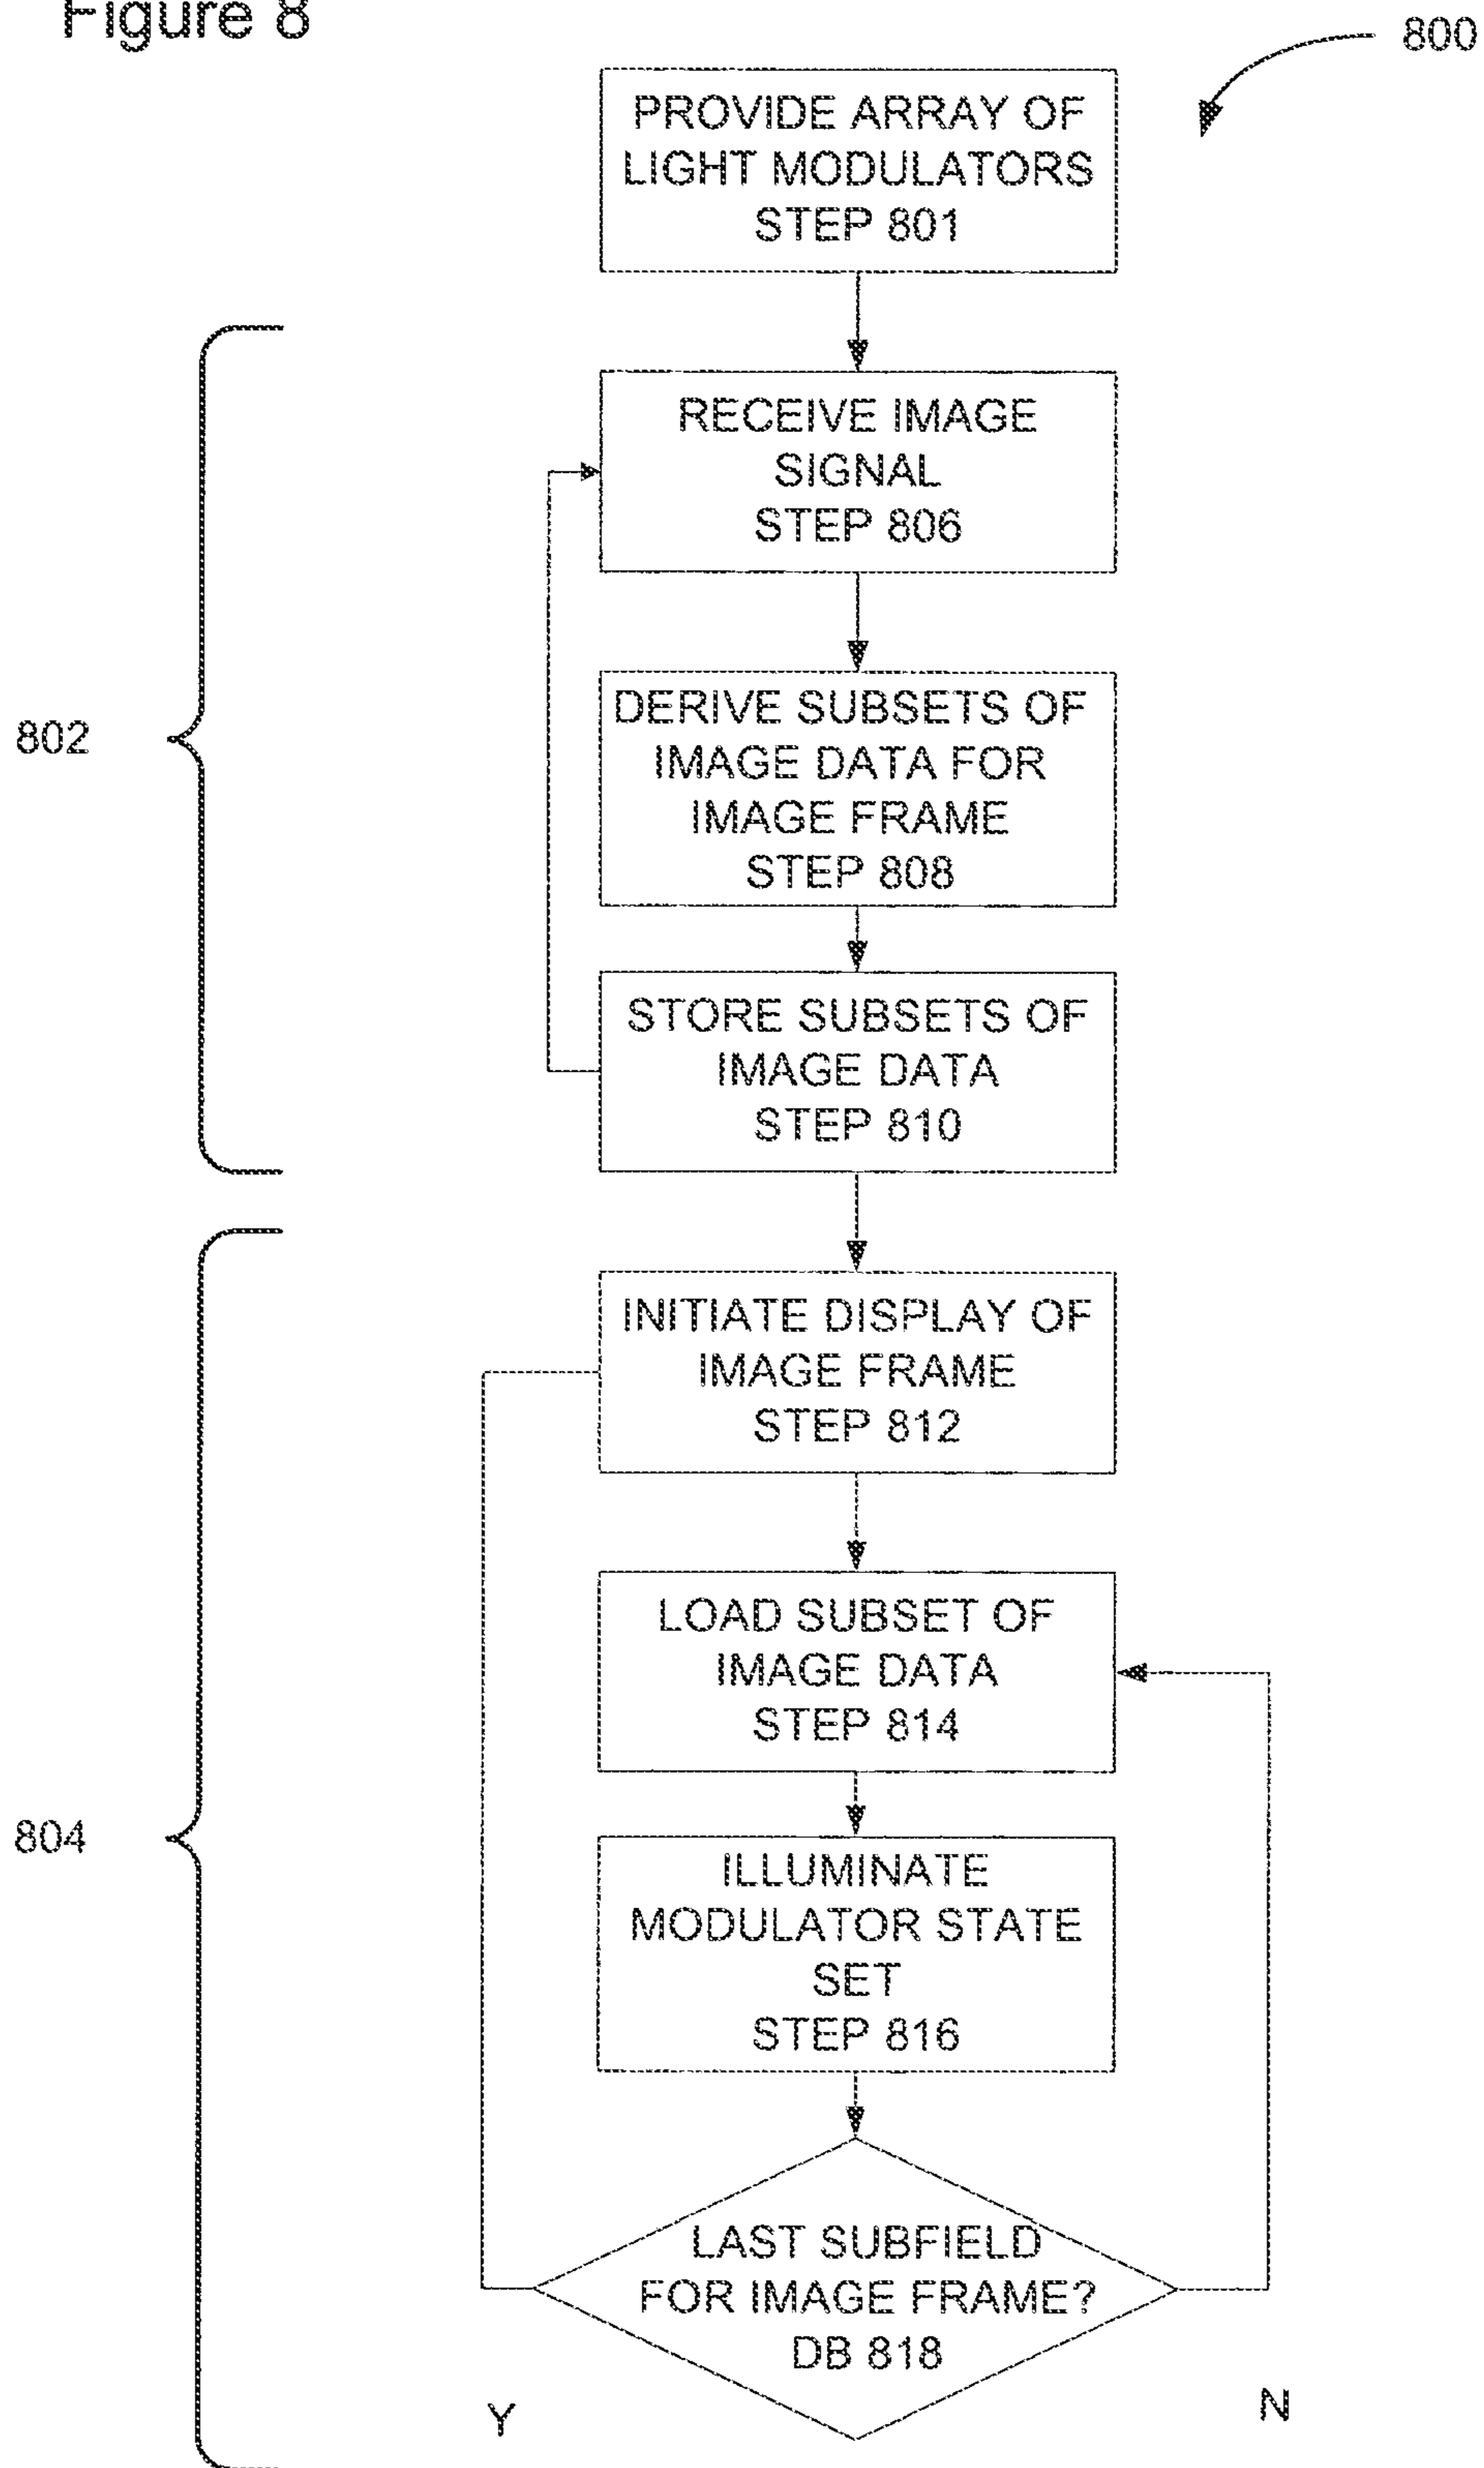 Figure 8
800
PROVIDE ARRAY OF
LIGHT MODULATORS
STEP 801
802
RECEIVE IMAGE
SIGNAL
STEP 806
DERIVE SUBSETS OF
IMAGE DATA FOR
IMAGE FRAME
STEP 808
STORE SUBSETS OF
IMAGE DATA
STEP 810
804
INITIATE DISPLAY OF
IMAGE FRAME
STEP 812
LOAD SUBSET OF
IMAGE DATA
STEP 814
ILLUMINATE
MODULATOR STATE
SET
STEP 816
LAST SUBFIELD
FOR IMAGE FRAME?
DB 818
Y
N